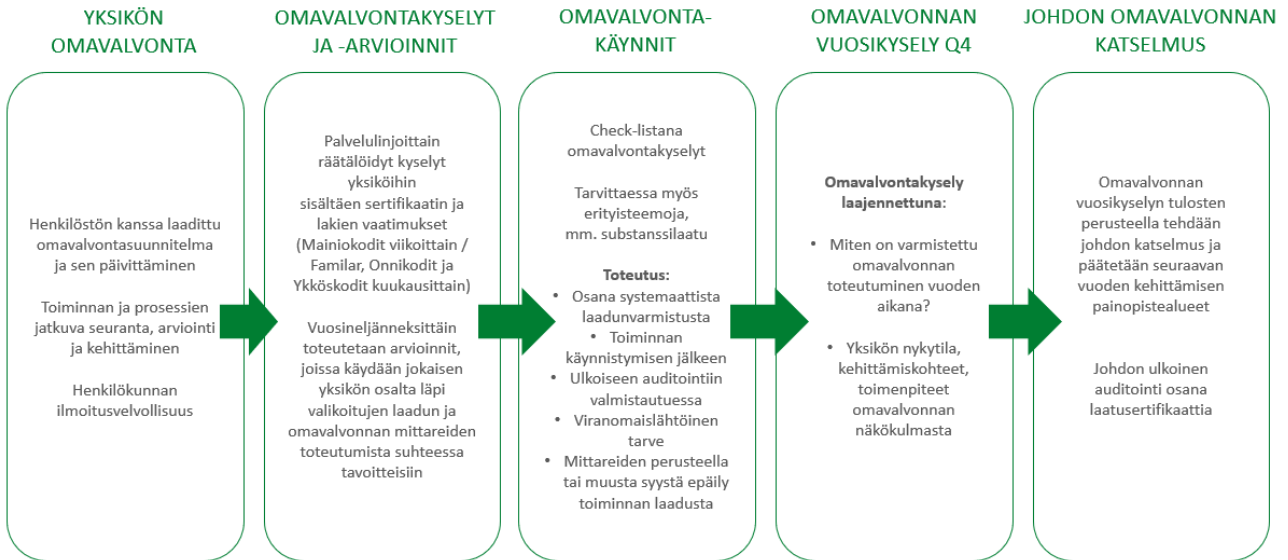 YKSIKÖN
OMAVALVONTA
Henkilöstön kanssa laadittu
omavalvontasuunnitelma
ja sen päivittäminen
Toiminnan ja prosessien
jatkuva seuranta, arviointi
ja kehittäminen
Henkilökunnan
ilmoitusvelvollisuus
OMAVALVONTAKYSELYT
JA -ARVIOINNIT
Palvelulinjoittain
räätälöidyt kyselyt
yksiköihin
sisältäen sertifikaatin ja
lakien vaatimukset
(Mainiokodit viikoittain /
Familar, Onnikodit ja
Ykköskodit kuukausittain)
Vuosineljänneksittäin
toteutetaan arvioinnit,
joissa käydään jokaisen
yksikön osalta läpi
valikoitujen laadun ja
omavalvonnan mittareiden
toteutumista suhteessa
tavoitteisiin
OMAVALVONTA-
KÄYNNIT
Check-listana
omavalvontakyselyt
Tarvittaessa myös
erityisteemoja,
mm. substanssilaatu
Toteutus:
• Osana systemaattista
laadunvarmistusta
• Toiminnan
käynnistymisen jälkeen
• Ulkoiseen auditointiin
valmistautuessa
• Viranomaislähtöinen
tarve
• Mittareiden perusteella
tai muusta syystä epäily
toiminnan laadusta
OMAVALVONNAN
VUOSIKYSELY Q4
Omavalvontakysely
laajennettuna:
• Miten on varmistettu
omavalvonnan
toteutuminen vuoden
aikana?
• Yksikön nykytila,
kehittämiskohteet,
toimenpiteet
omavalvonnan
näkökulmasta
JOHDON OMAVALVONNAN
KATSELMUS
Omavalvonnan
vuosikyselyn tulosten
perusteella tehdään
johdon katselmus ja
päätetään seuraavan
vuoden kehittämisen
painopistealueet
Johdon ulkoinen
auditointi osana
laatusertifikaattia